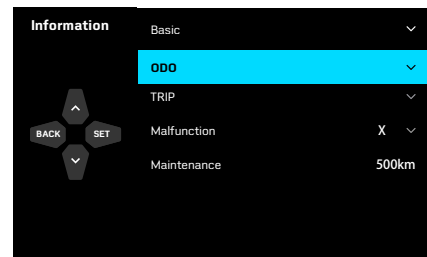 Information
Basic
ODO
TRIP
BACK SET
Malfunction X
Maintenance 500km